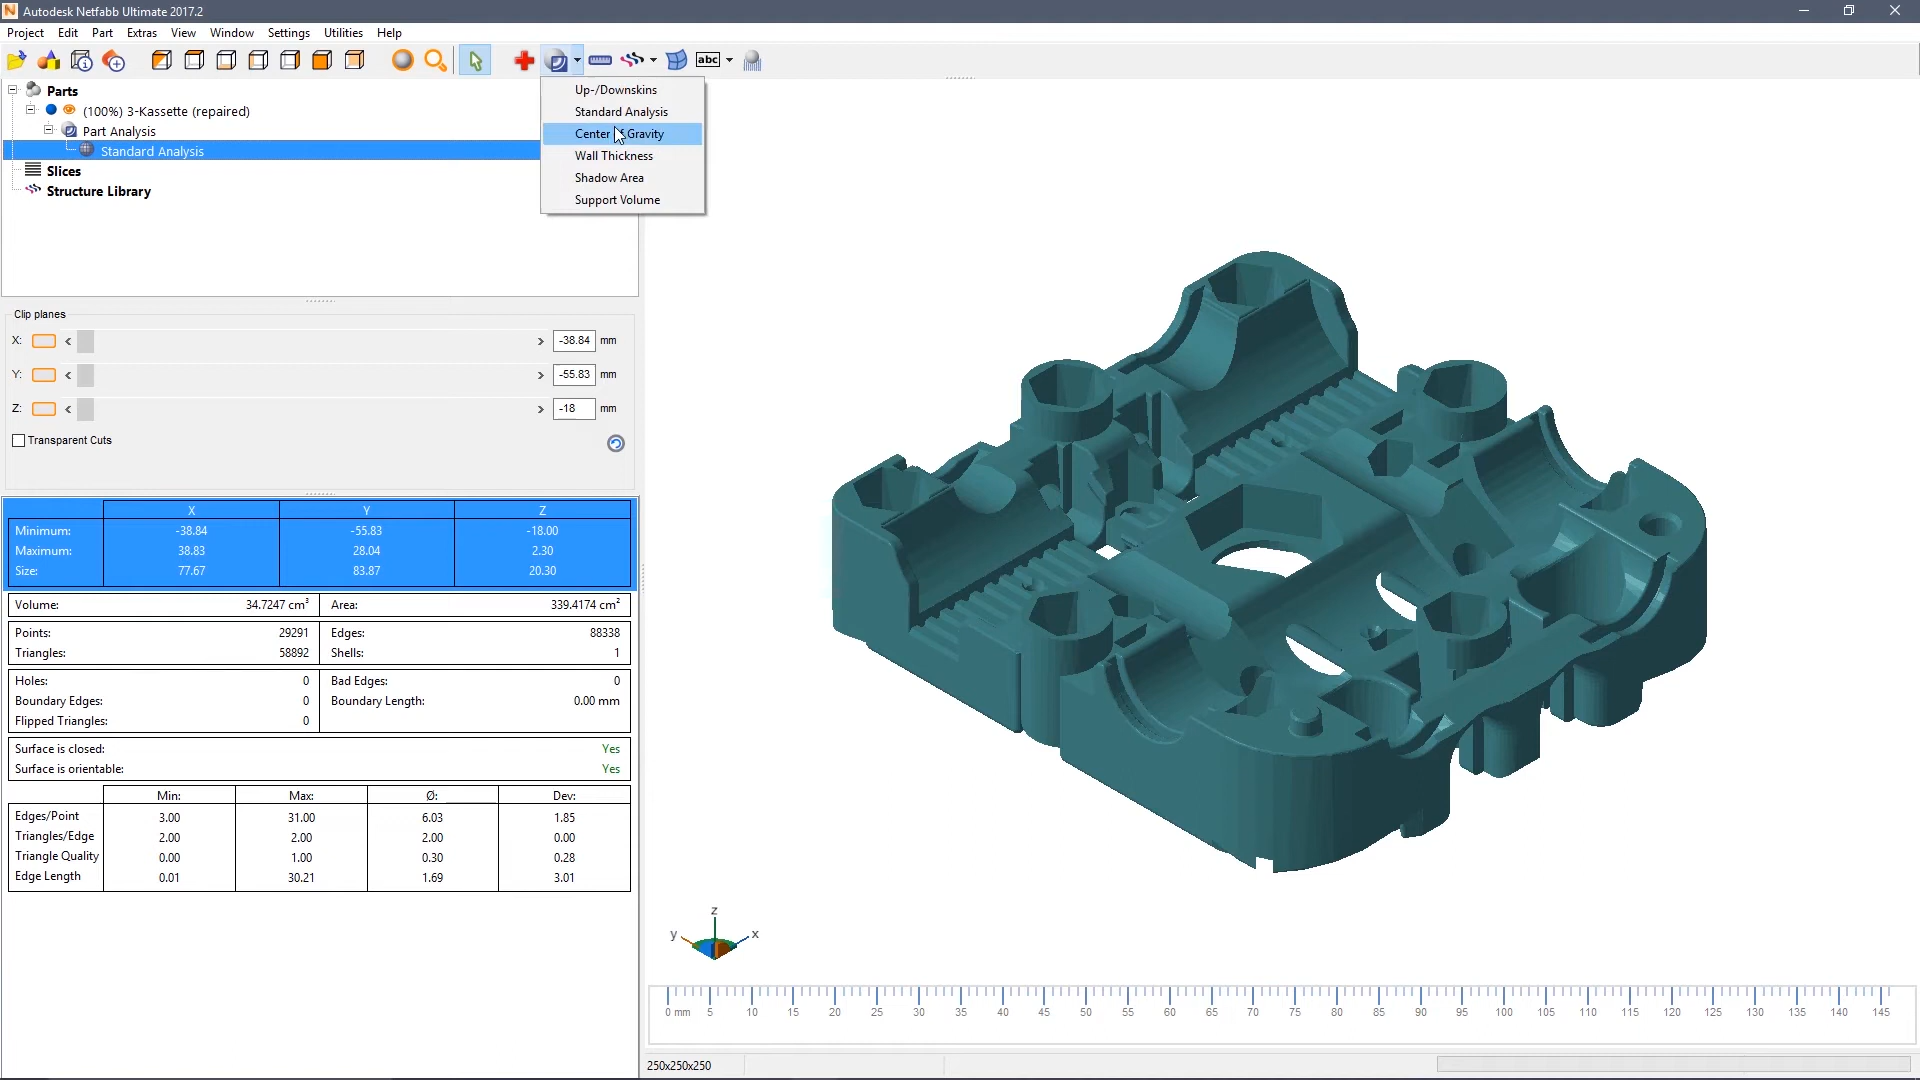 Autodesk Netfabb Ultimate 2017.2
Project Edit Part Extras View Window Settings Utilities Help
abc
Up-/Downskins
Standard Analysis
Center of Gravity
Wall Thickness
Shadow Area
Support Volume
Parts
(100%) 3-Kassette (repaired)
Part Analysis
Standard Analysis
Slices
Structure Library
Clip planes
X: < > -38.84 mm
Y: < > -55.83 mm
Z: < > -18 mm
Transparent Cuts
X Y Z
Minimum: -38.84 -55.83 -18.00
Maximum: 38.83 28.04 2.30
Size: 77.67 83.87 20.30
Volume: 34.7247 cm³ Area: 339.4174 cm²
Points: 29291 Edges: 88338
Triangles: 58892 Shells: 1
Holes: 0 Bad Edges: 0
Boundary Edges: 0 Boundary Length: 0.00 mm
Flipped Triangles: 0
Surface is closed: Yes
Surface is orientable: Yes
Min: Max: Ø: Dev:
Edges/Point 3.00 31.00 6.03 1.85
Triangles/Edge 2.00 2.00 2.00 0.00
Triangle Quality 0.00 1.00 0.30 0.28
Edge Length 0.01 30.21 1.69 3.01
z
y x
0 mm 5 10 15 20 25 30 35 40 45 50 55 60 65 70 75 80 85 90 95 100 105 110 115 120 125 130 135 140 145
250x250x250